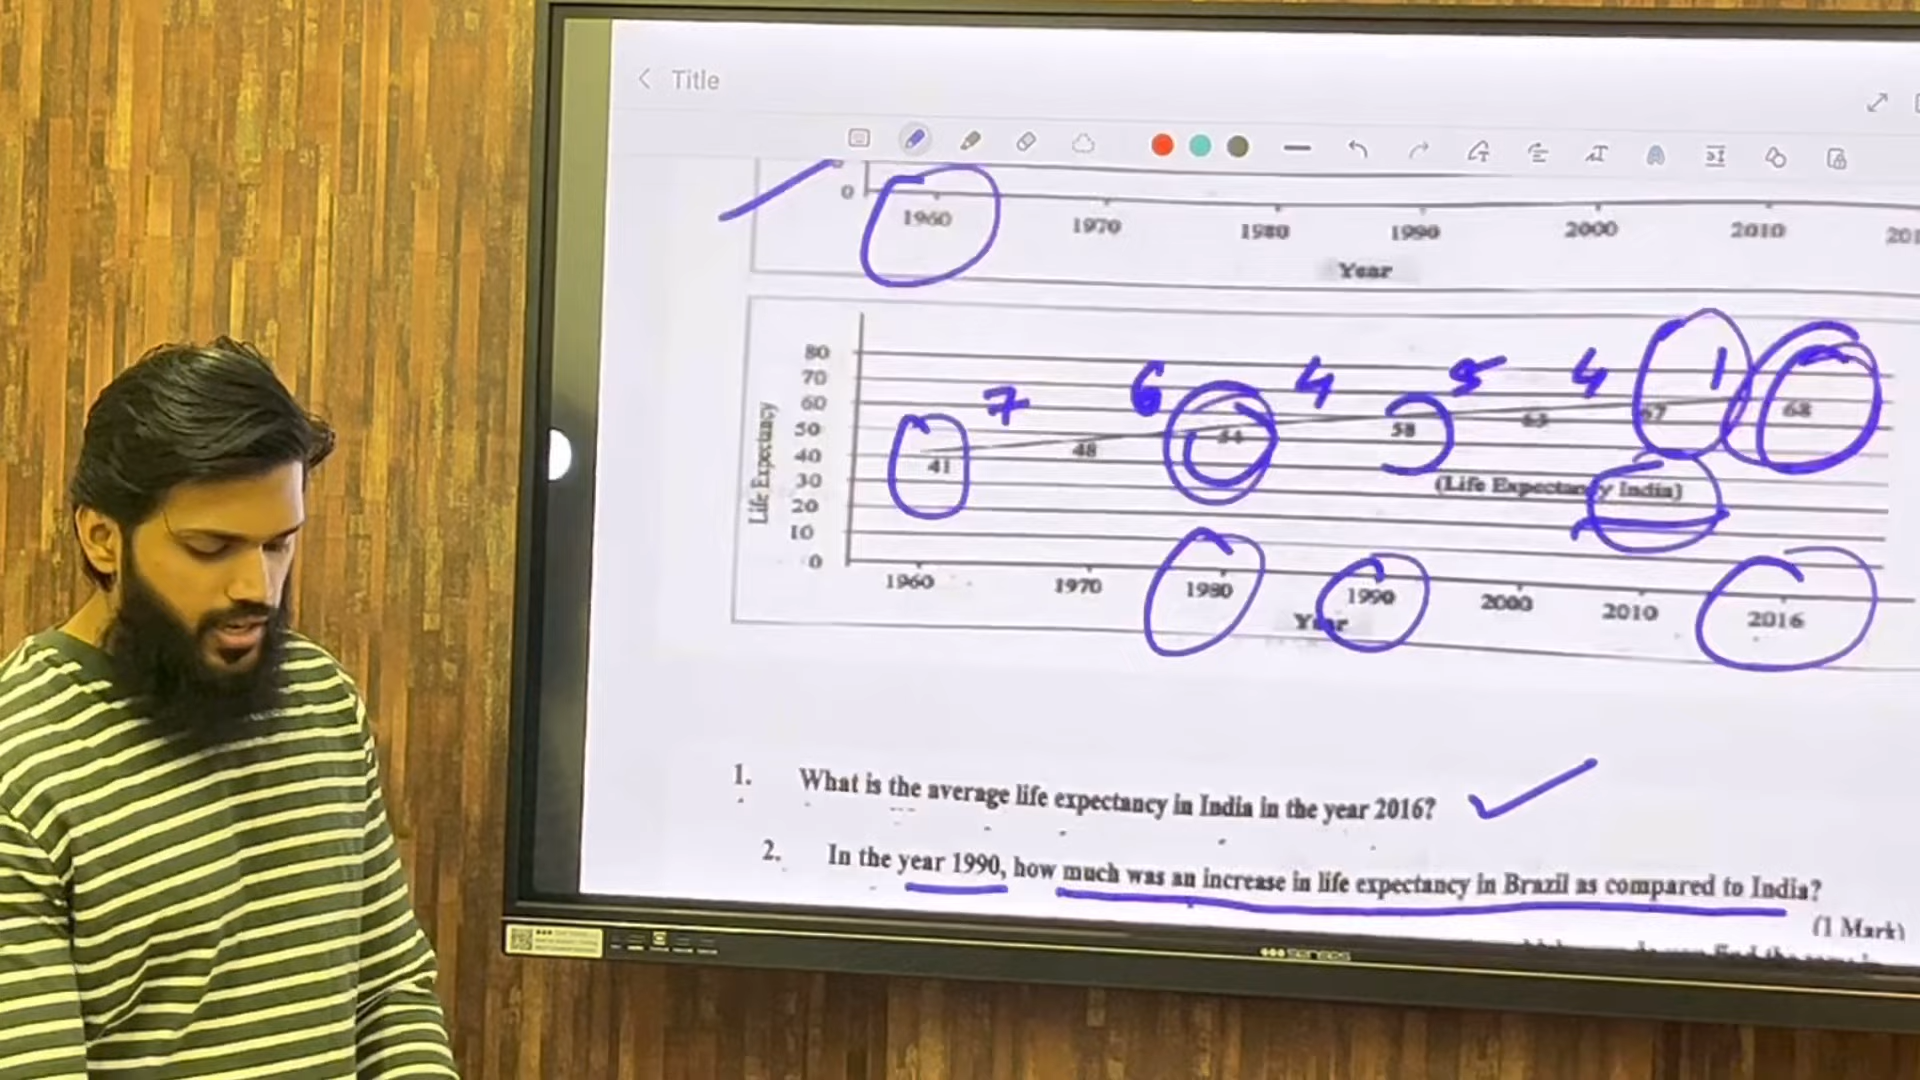 Title
0
1960 1970 1980 1990 2000 2010 201
Year
7 6 4 5 4 1
Life Expectancy
80
70
60
50
40
30
20
10
0
41 48 54 58 63 67 68
(Life Expectancy India)
1960 1970 1980 1990 2000 2010 2016
Year
1. What is the average life expectancy in India in the year 2016?
2. In the year 1990, how much was an increase in life expectancy in Brazil as compared to India?
(1 Mark)